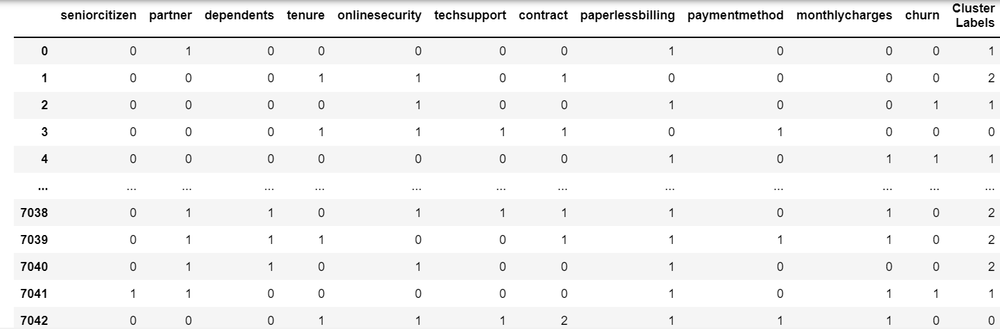 seniorcitizen partner dependents tenure onlinesecurity techsupport contract paperlessbilling paymentmethod monthlycharges churn Cluster Labels
0 0 1 0 0 0 0 0 1 0 0 0 1
1 0 0 0 1 1 0 1 0 0 0 0 2
2 0 0 0 0 1 0 0 1 0 0 1 1
3 0 0 0 1 1 1 1 0 1 0 0 0
4 0 0 0 0 0 0 0 1 0 1 1 1
... ... ... ... ... ... ... ... ... ... ... ... ...
7038 0 1 1 0 1 1 1 1 0 1 0 2
7039 0 1 1 1 0 0 1 1 1 1 0 2
7040 0 1 1 0 1 0 0 1 0 0 0 2
7041 1 1 0 0 0 0 0 1 0 1 1 1
7042 0 0 0 1 1 1 2 1 1 1 0 0